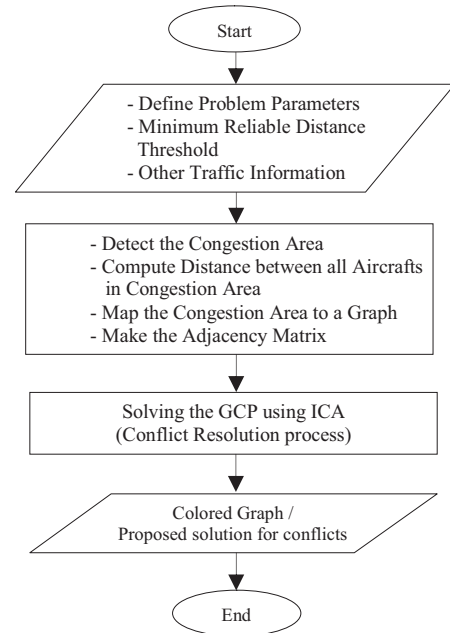 Start
- Define Problem Parameters
- Minimum Reliable Distance
Threshold
- Other Traffic Information
- Detect the Congestion Area
- Compute Distance between all Aircrafts
in Congestion Area
- Map the Congestion Area to a Graph
- Make the Adjacency Matrix
Solving the GCP using ICA
(Conflict Resolution process)
Colored Graph /
Proposed solution for conflicts
End